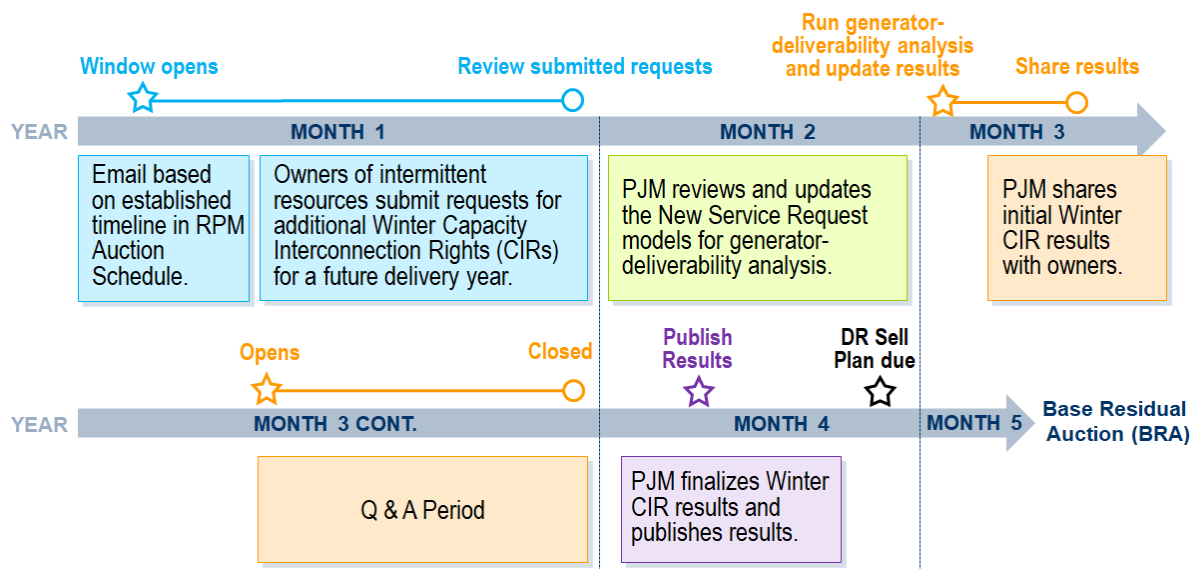 Window opens
Review submitted requests
Run generator-
deliverability analysis
and update results
Share results
YEAR
MONTH 1
MONTH 2
MONTH 3
Email based
on established
timeline in RPM
Auction
Schedule.
Owners of intermittent
resources submit requests for
additional Winter Capacity
Interconnection Rights (CIRs)
for a future delivery year.
PJM reviews and updates
the New Service Request
models for generator-
deliverability analysis.
PJM shares
initial Winter
CIR results
with owners.
Opens
Closed
Publish
Results
DR Sell
Plan due
YEAR
MONTH 3 CONT.
MONTH 4
MONTH 5
Base Residual
Auction (BRA)
Q & A Period
PJM finalizes Winter
CIR results and
publishes results.